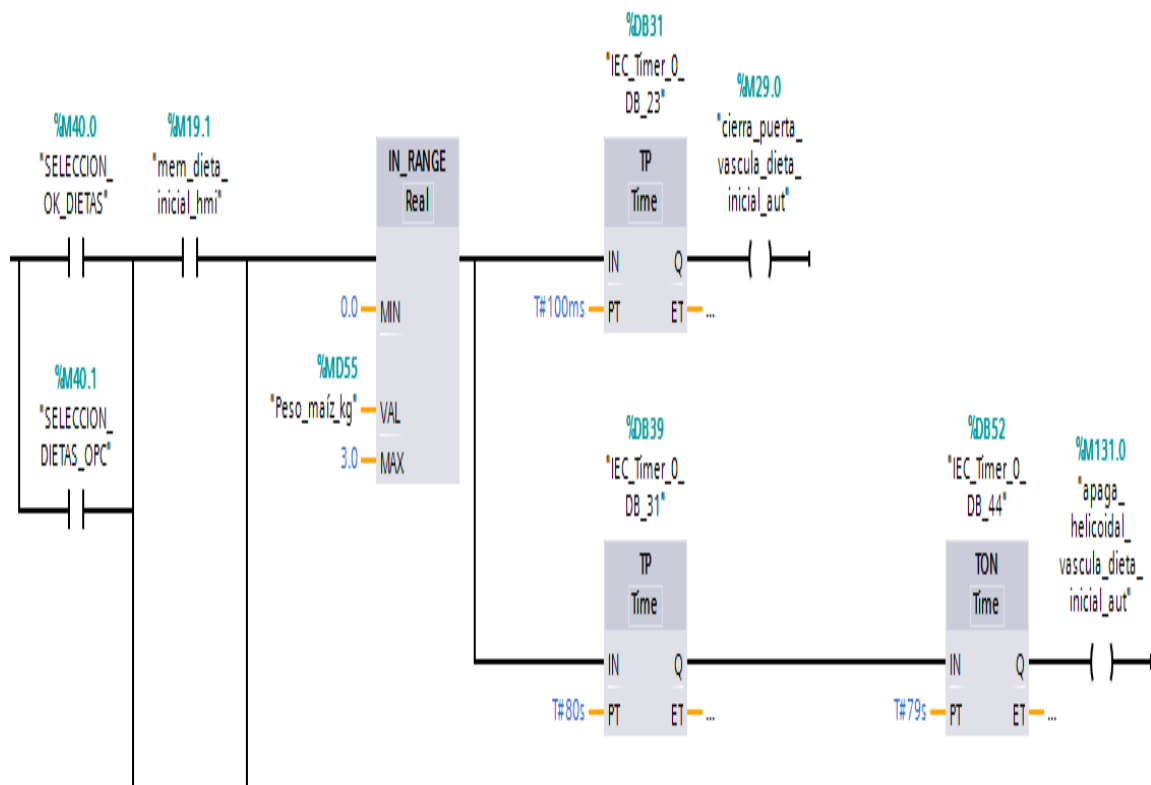 %DB31
"IEC_Timer_0_
DB_23"
%M29.0
"cierra_puerta_
vascula_dieta_
inicial_aut"
%M40.0
"SELECCION_
OK_DIETAS"
%M19.1
"mem_dieta_
inicial_hmi"
IN_RANGE
Real
TP
Time
IN
Q
T#100ms
PT
ET
...
0.0
MIN
%MD55
"Peso_maíz_kg"
VAL
3.0
MAX
%M40.1
"SELECCION_
DIETAS_OPC"
%DB39
"IEC_Timer_0_
DB_31"
TP
Time
IN
Q
T#80s
PT
ET
...
%DB52
"IEC_Timer_0_
DB_44"
TON
Time
IN
Q
T#79s
PT
ET
...
%M131.0
"apaga_
helicoidal_
vascula_dieta_
inicial_aut"